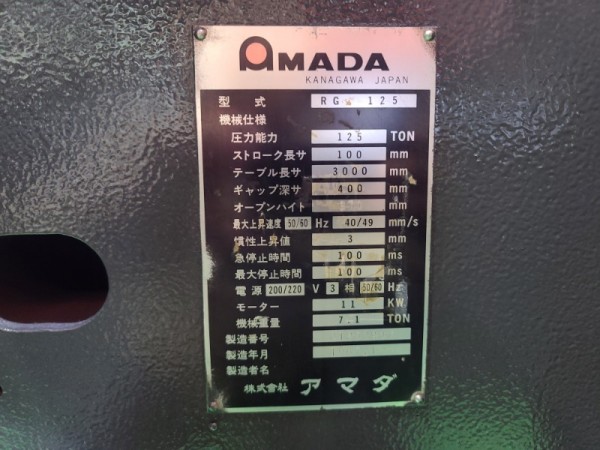 AMADA
KANAGAWA JAPAN
型式 RG 125
機械仕様
圧力能力 125 TON
ストローク長サ 100 mm
テーブル長サ 3000 mm
ギャップ深サ 400 mm
オープンハイト mm
最大上昇速度 50/60 Hz 40/49 mm/s
慣性上昇値 3 mm
急停止時間 100 ms
最大停止時間 100 ms
電源 200/220 V 3 相 50/60 Hz
モーター 11 KW
機械重量 7.1 TON
製造番号
製造年月
製造者名
株式會社 アマダ